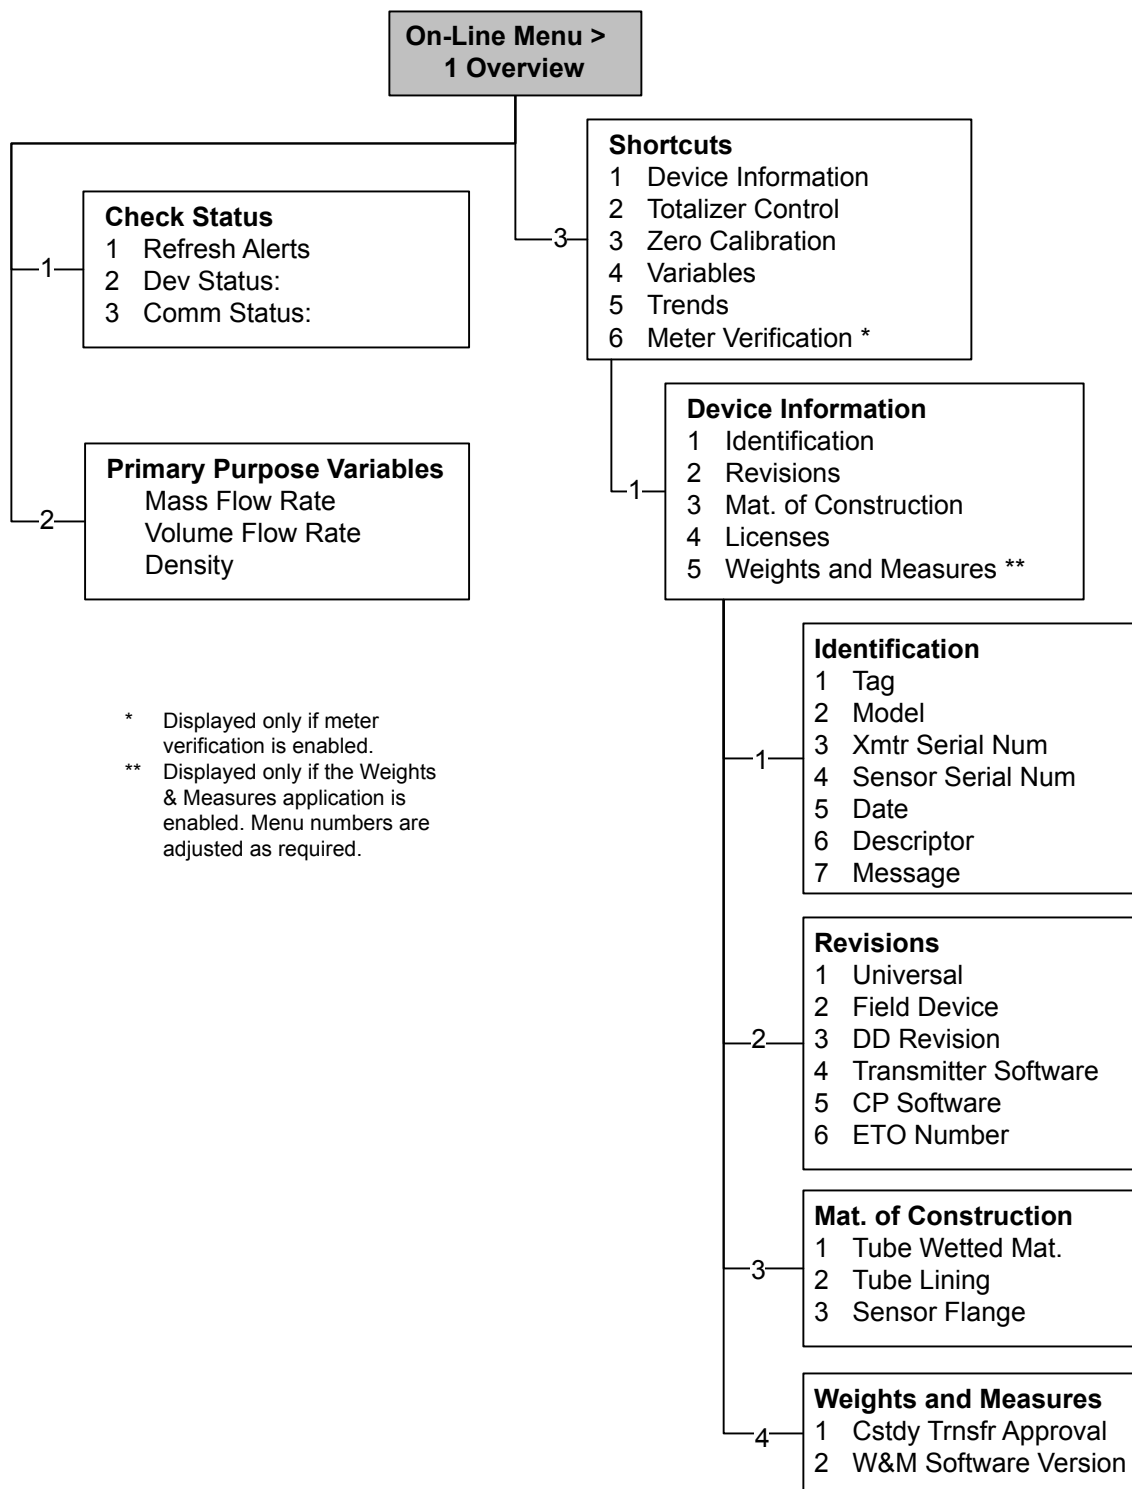 On-Line Menu >
1 Overview
Shortcuts
1 Device Information
2 Totalizer Control
3 Zero Calibration
4 Variables
5 Trends
6 Meter Verification *
3
Check Status
1 Refresh Alerts
2 Dev Status:
3 Comm Status:
1
Device Information
1 Identification
2 Revisions
3 Mat. of Construction
4 Licenses
5 Weights and Measures **
1
Primary Purpose Variables
Mass Flow Rate
Volume Flow Rate
Density
2
Identification
1 Tag
2 Model
3 Xmtr Serial Num
4 Sensor Serial Num
5 Date
6 Descriptor
7 Message
1
* Displayed only if meter
verification is enabled.
** Displayed only if the Weights
& Measures application is
enabled. Menu numbers are
adjusted as required.
Revisions
1 Universal
2 Field Device
3 DD Revision
4 Transmitter Software
5 CP Software
6 ETO Number
2
Mat. of Construction
1 Tube Wetted Mat.
2 Tube Lining
3 Sensor Flange
3
Weights and Measures
1 Cstdy Trnsfr Approval
2 W&M Software Version
4